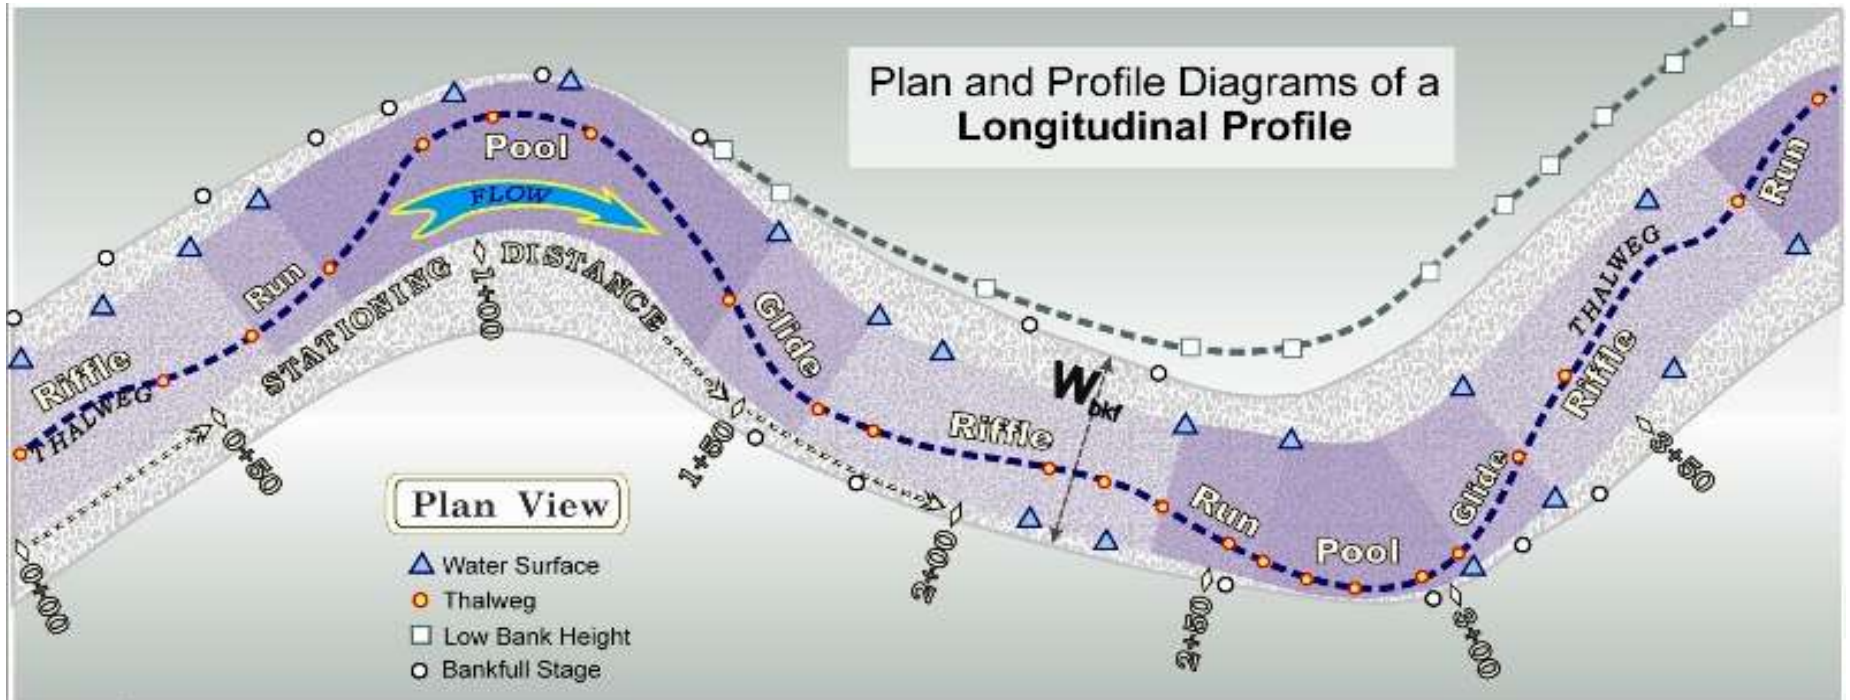 Plan and Profile Diagrams of a
Longitudinal Profile
Pool
FLOW
Run
Run
STATIONING DISTANCE
1+00
THALWEG
Glide
Riffle
THALWEG
Riffle
W bkf
Riffle
0+50
1+50
3+50
Plan View
Run
Glide
Pool
Water Surface
2+00
0+00
Thalweg
2+50
3+00
Low Bank Height
Bankfull Stage